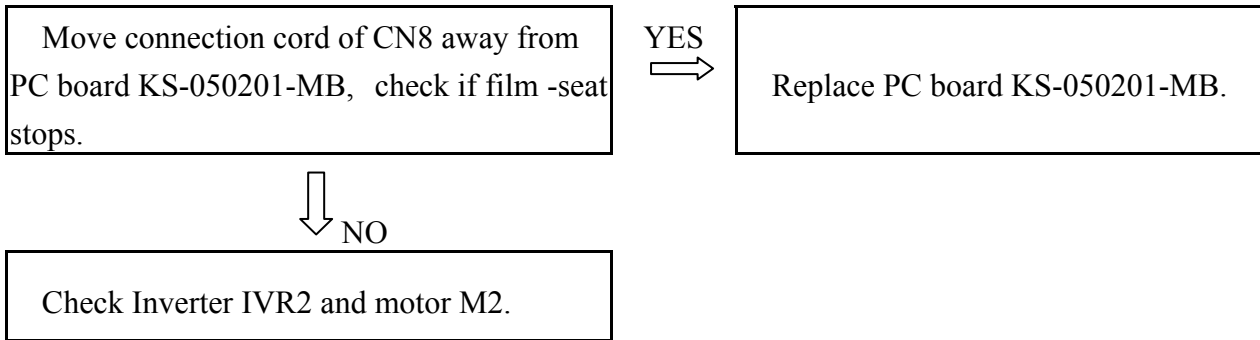 Move connection cord of CN8 away from
PC board KS-050201-MB, check if film -seat
stops.
YES
Replace PC board KS-050201-MB.
NO
Check Inverter IVR2 and motor M2.